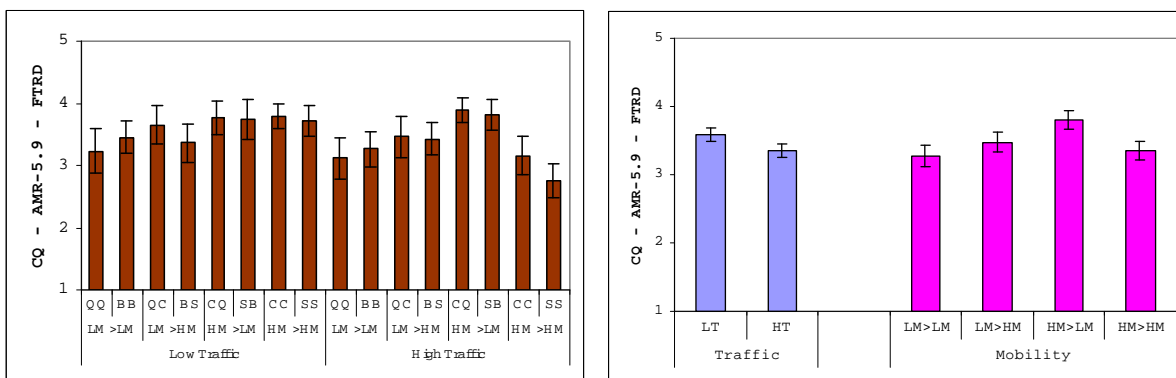 CQ - AMR-5.9 - FTRD
5
4
3
2
1
QQ BB QC BS CQ SB CC SS QQ BB QC BS CQ SB CC SS
LM >LM LM >HM HM >LM HM >HM LM >LM LM >HM HM >LM HM >HM
Low Traffic High Traffic
CQ - AMR-5.9 - FTRD
5
4
3
2
1
LT HT LM>LM LM>HM HM>LM HM>HM
Traffic Mobility